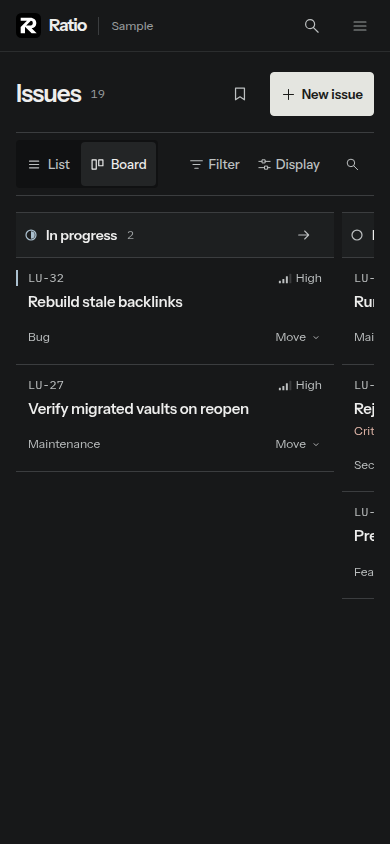 Ratio
Sample
Issues 19
New issue
List
Board
Filter
Display
In progress 2
LU-32
High
Rebuild stale backlinks
Bug
Move
LU-27
High
Verify migrated vaults on reopen
Maintenance
Move